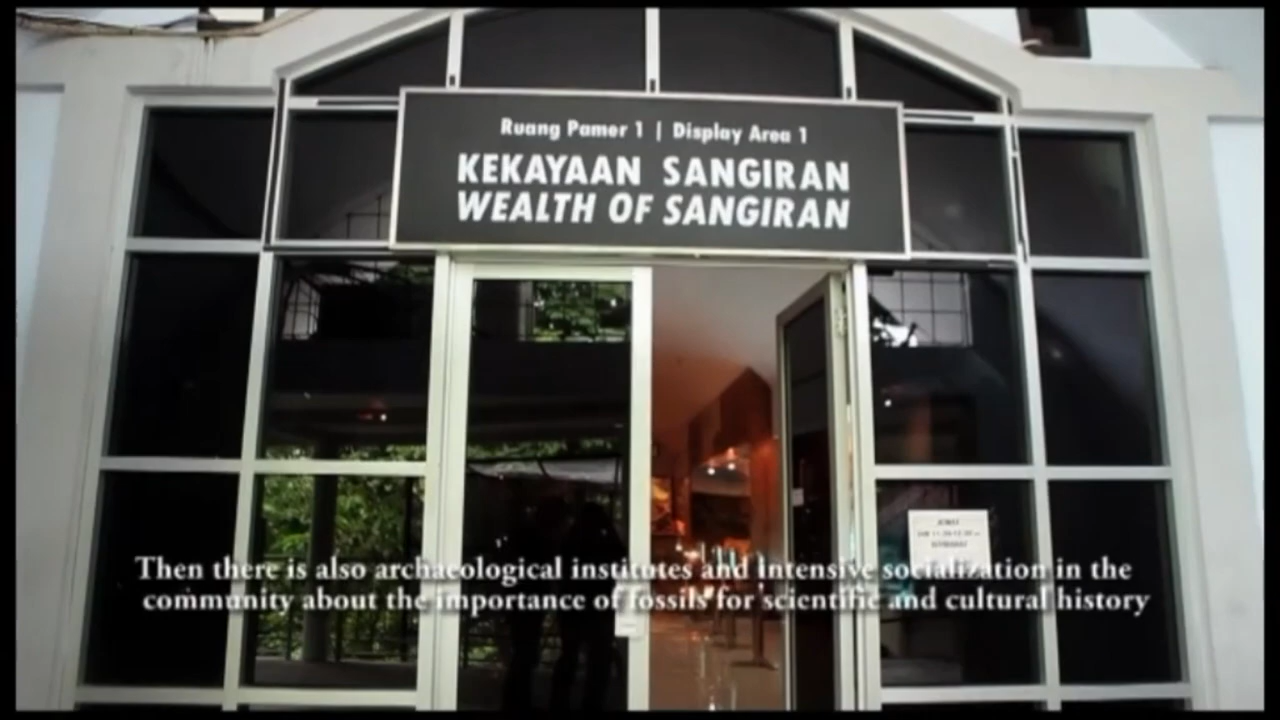 Ruang Pamer 1 | Display Area 1
KEKAYAAN SANGIRAN
WEALTH OF SANGIRAN
Then there is also archaeological institutes and intensive socialization in the
community about the importance of fossils for scientific and cultural history